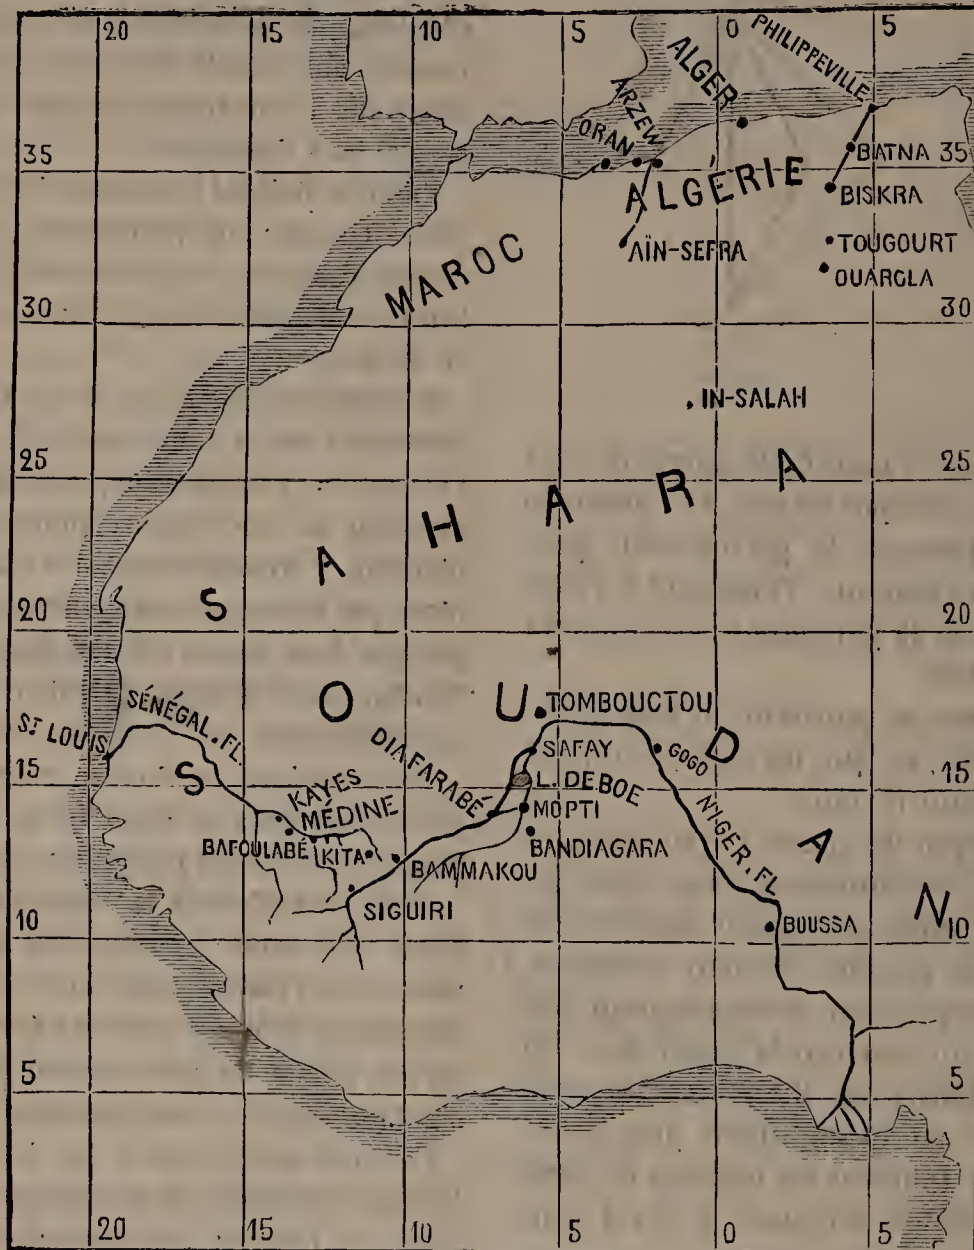 20 15 10 5 0 5
PHILIPPEVILLE
ALGER
ARZEW
ORAN
35 BATNA 35
ALGÉRIE
BISKRA
AÏN-SEFRA
TOUGOURT
OUARGLA
MAROC
30 30
IN-SALAH
25 25
SAHARA
20 20
SOUDAN
TOMBOUCTOU
SÉNÉGAL. FL.
ST LOUIS
DIAFARABÉ
SAFAY
GOGO
15 15
L. DEBOE
KAYES
MÉDINE
MOPTI
NIGER. FL
BAFOULABÉ
KITA
BANDIAGARA
BAMMAKOU
SIGUIRI
BOUSSA
10 10
5 5
20 15 10 5 0 5